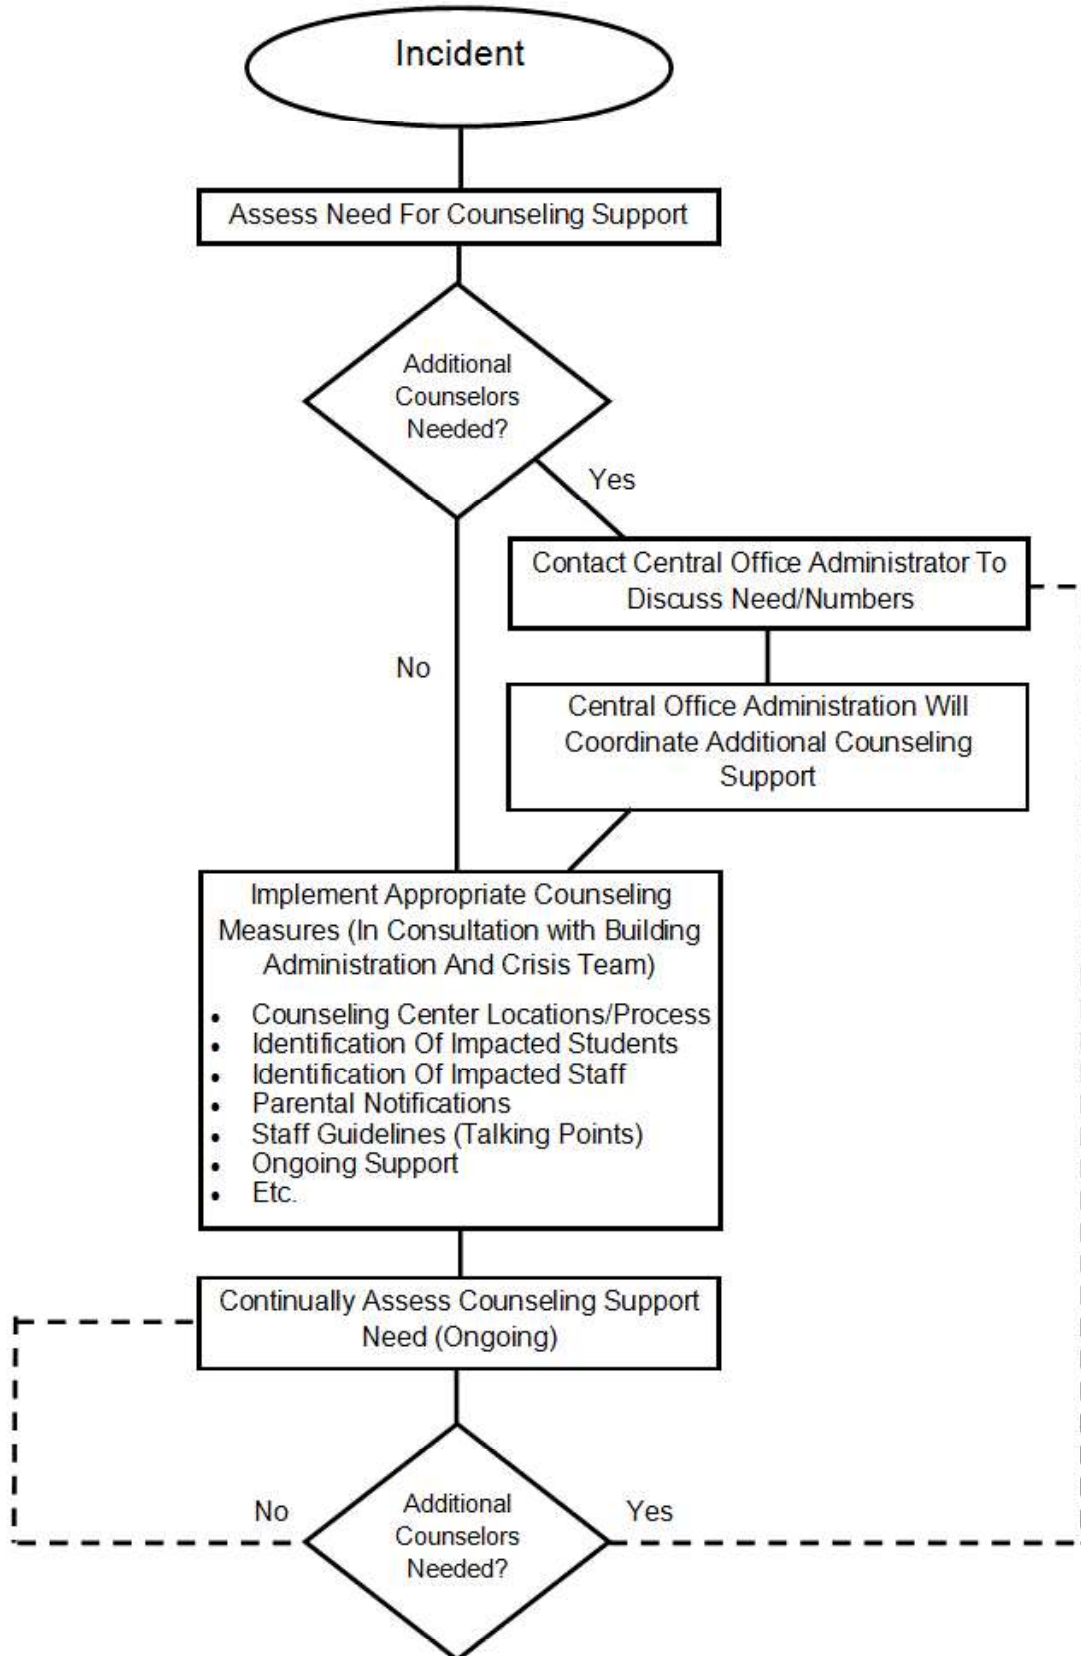 Incident
Assess Need For Counseling Support
Additional
Counselors
Needed?
Yes
Contact Central Office Administrator To
Discuss Need/Numbers
No
Central Office Administration Will
Coordinate Additional Counseling
Support
Implement Appropriate Counseling
Measures (In Consultation with Building
Administration And Crisis Team)
• Counseling Center Locations/Process
• Identification Of Impacted Students
• Identification Of Impacted Staff
• Parental Notifications
• Staff Guidelines (Talking Points)
• Ongoing Support
• Etc.
Continually Assess Counseling Support
Need (Ongoing)
No
Additional
Counselors
Needed?
Yes